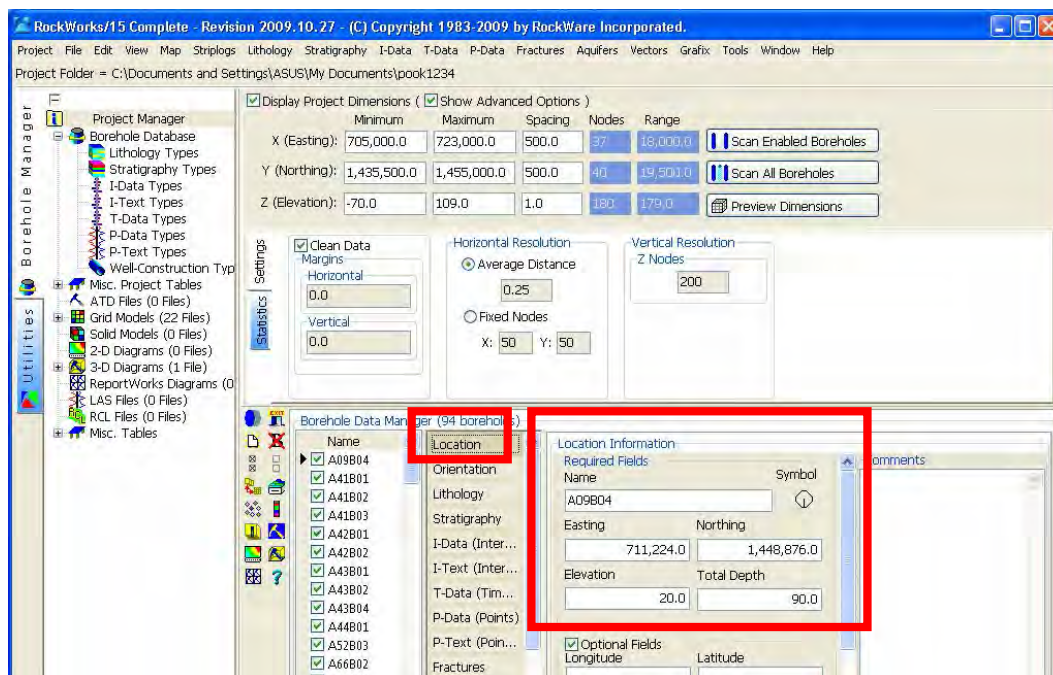 RockWorks/15 Complete - Revision 2009.10.27 - (C) Copyright 1983-2009 by RockWare Incorporated.
Project File Edit View Map Striplogs Lithology Stratigraphy I-Data T-Data P-Data Fractures Aquifers Vectors Grafix Tools Window Help
Project Folder = C:\Documents and Settings\ASUS\My Documents\pook1234
Borehole Manager
Utilities
Project Manager
Borehole Database
Lithology Types
Stratigraphy Types
I-Data Types
I-Text Types
T-Data Types
P-Data Types
P-Text Types
Well-Construction Typ
Misc. Project Tables
ATD Files (0 Files)
Grid Models (22 Files)
Solid Models (0 Files)
2-D Diagrams (0 Files)
3-D Diagrams (1 File)
ReportWorks Diagrams (0
LAS Files (0 Files)
RCL Files (0 Files)
Misc. Tables
Display Project Dimensions ( Show Advanced Options )
Minimum Maximum Spacing Nodes Range
X (Easting): 705,000.0 723,000.0 500.0 37 18,000.0 Scan Enabled Boreholes
Y (Northing): 1,435,500.0 1,455,000.0 500.0 40 19,500.0 Scan All Boreholes
Z (Elevation): -70.0 109.0 1.0 180 179.0 Preview Dimensions
Settings
Statistics
Clean Data
Margins
Horizontal
0.0
Vertical
0.0
Horizontal Resolution
Average Distance
0.25
Fixed Nodes
X: 50 Y: 50
Vertical Resolution
Z Nodes
200
EXIT
Borehole Data Manager (94 boreholes)
Name
A09B04
A41B01
A41B02
A41B03
A42B01
A42B02
A43B01
A43B02
A43B04
A44B01
A52B03
A66B02
Location
Orientation
Lithology
Stratigraphy
I-Data (Inter...
I-Text (Inter...
T-Data (Tim...
P-Data (Points)
P-Text (Poin...
Fractures
Location Information
Required Fields
Name Symbol
A09B04
Easting Northing
711,224.0 1,448,876.0
Elevation Total Depth
20.0 90.0
Optional Fields
Longitude Latitude
omments